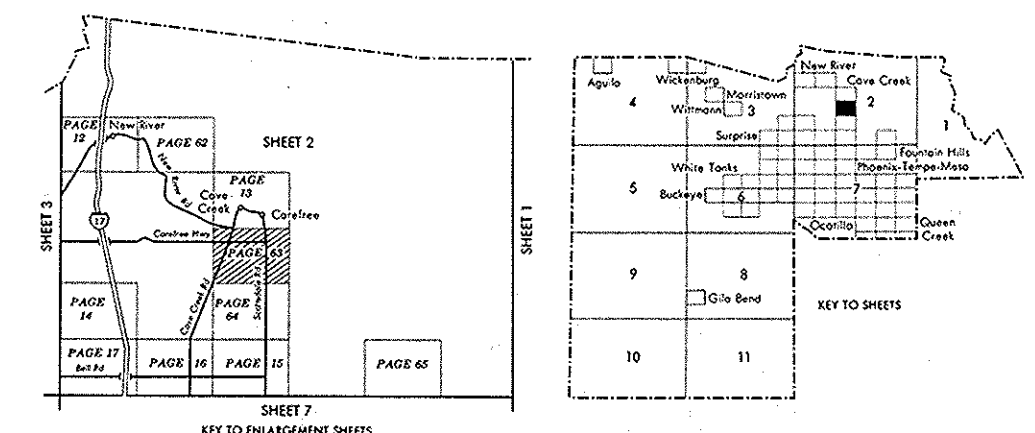 PAGE
12
New River
PAGE 62
SHEET 2
New River Rd
PAGE
13
Cave
Creek
Carefree
SHEET 3
17
Carefree Hwy
PAGE 63
SHEET 1
Cave Creek Rd
Scottsdale Rd
PAGE
14
PAGE
64
PAGE 17
Bell Rd
PAGE 16
PAGE 15
PAGE 65
SHEET 7
KEY TO ENLARGEMENT SHEETS
New River
Aguila
Wickenburg
Cave Creek
4
Morristown
2
Wittmann
3
1
Surprise
Fountain Hills
White Tanks
Phoenix-Tempe-Mesa
5
Buckeye
6
7
Ocotillo
Queen
Creek
9
8
Gila Bend
KEY TO SHEETS
10
11